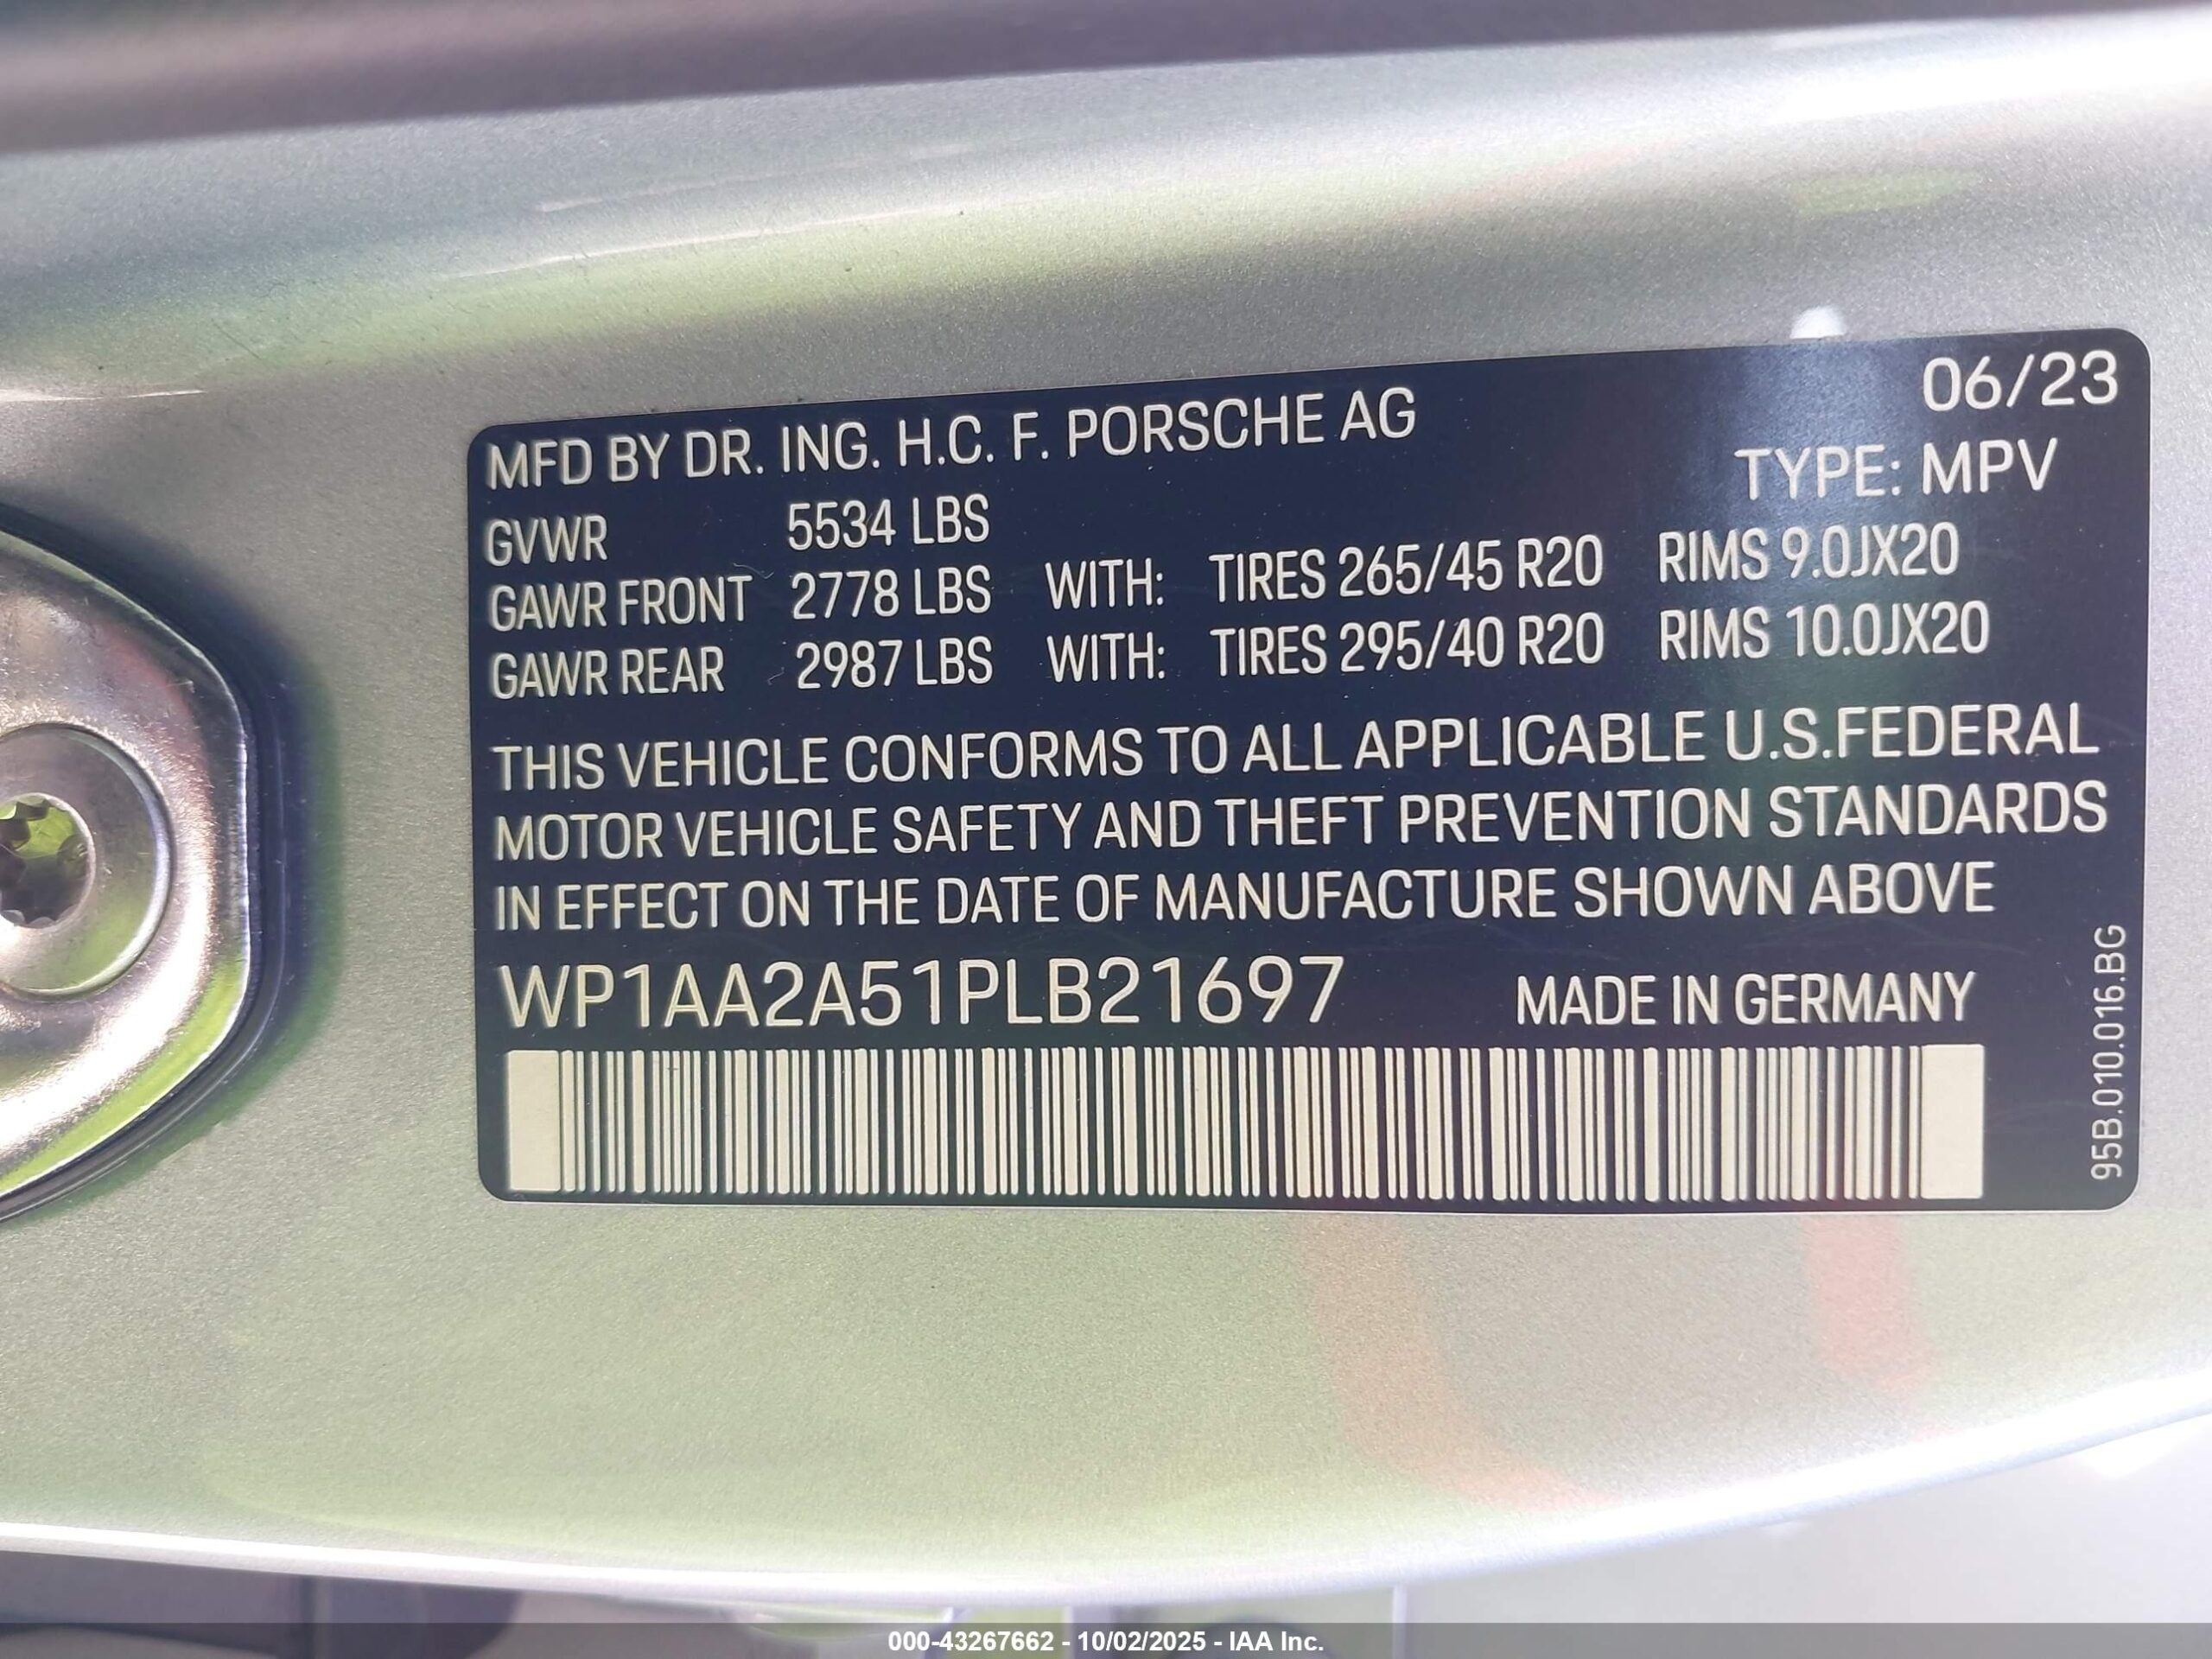 06/23
MFD BY DR. ING. H.C. F. PORSCHE AG
TYPE: MPV
GVWR 5534 LBS
GAWR FRONT 2778 LBS WITH: TIRES 265/45 R20 RIMS 9.0JX20
GAWR REAR 2987 LBS WITH: TIRES 295/40 R20 RIMS 10.0JX20
THIS VEHICLE CONFORMS TO ALL APPLICABLE U.S.FEDERAL
MOTOR VEHICLE SAFETY AND THEFT PREVENTION STANDARDS
IN EFFECT ON THE DATE OF MANUFACTURE SHOWN ABOVE
WP1AA2A51PLB21697 MADE IN GERMANY
95B.010.016.BG
000-43267662 - 10/02/2025 - IAA Inc.